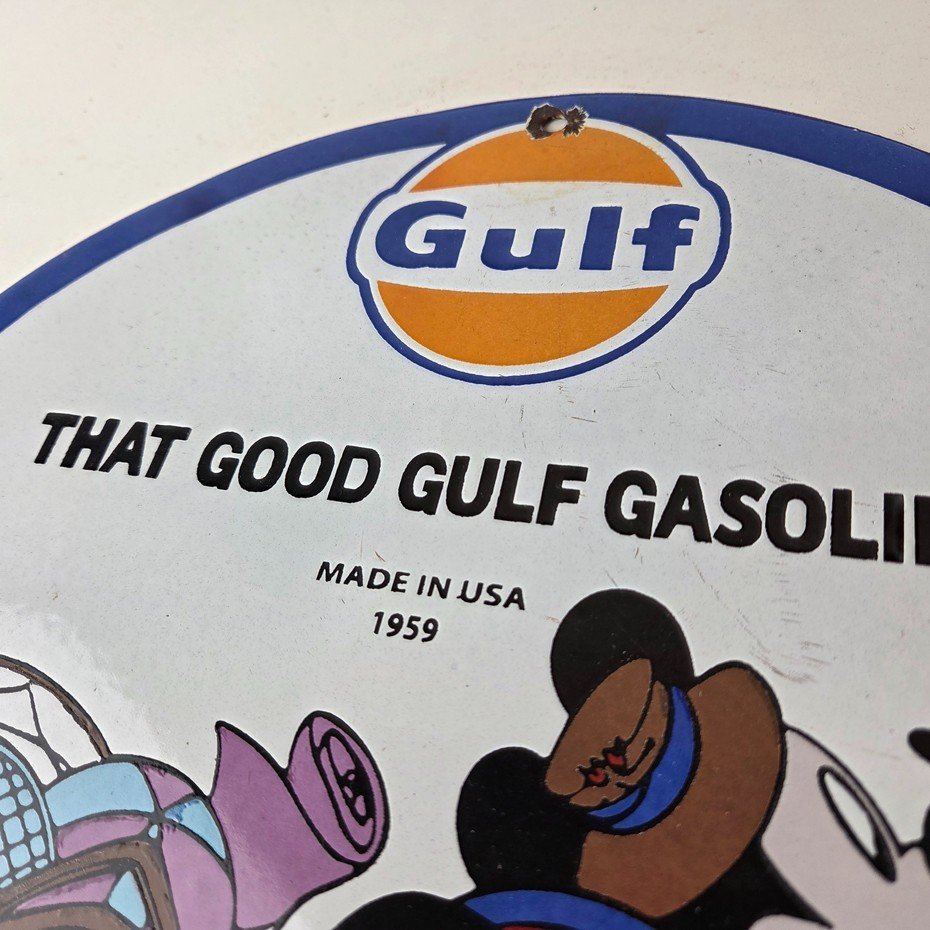 Gulf
THAT GOOD GULF GASOLI
MADE IN USA
1959